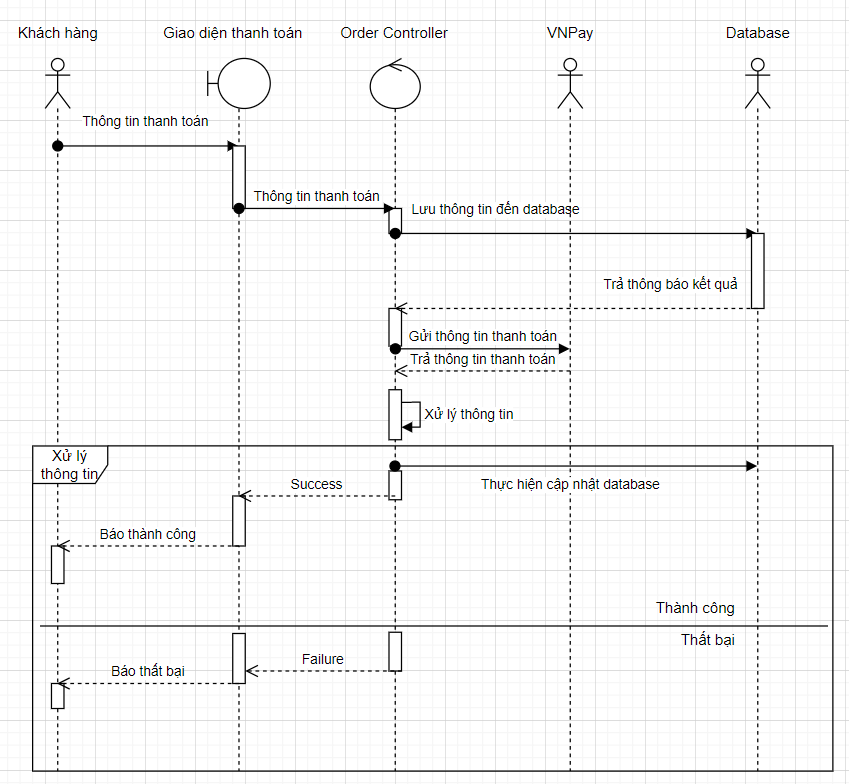 Khách hàng
Giao diện thanh toán
Order Controller
VNPay
Database
Thông tin thanh toán
Thông tin thanh toán
Lưu thông tin đến database
Trả thông báo kết quả
Gửi thông tin thanh toán
Trả thông tin thanh toán
Xử lý thông tin
Xử lý
thông tin
Success
Thực hiện cập nhật database
Báo thành công
Thành công
Thất bại
Failure
Báo thất bại